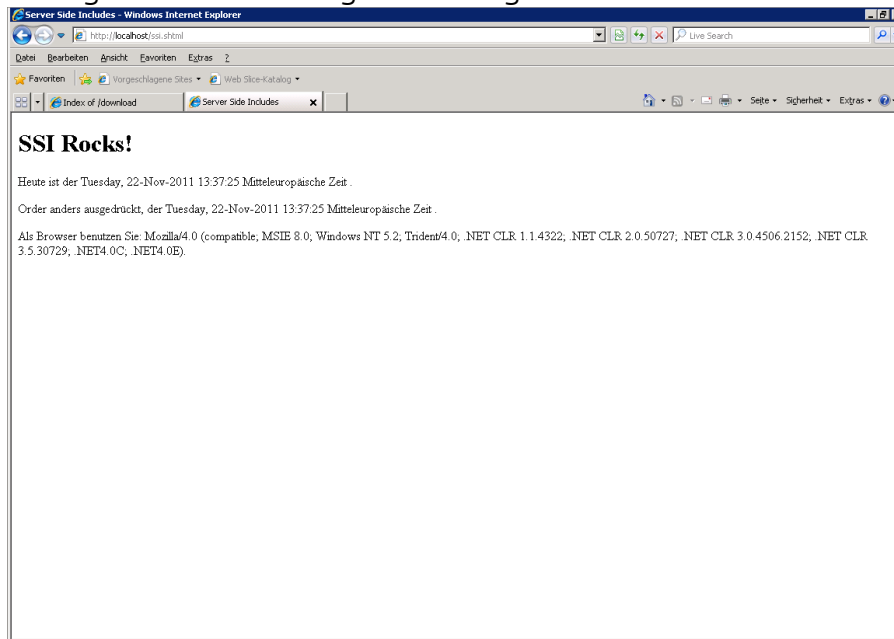 Server Side Includes - Windows Internet Explorer
http://localhost/ssi.shtml
Live Search
Datei Bearbeiten Ansicht Favoriten Extras ?
Favoriten Vorgeschlagene Sites Web Slice-Katalog
Index of /download Server Side Includes x Seite Sicherheit Extras
SSI Rocks!
Heute ist der Tuesday, 22-Nov-2011 13:37:25 Mitteleuropäische Zeit .
Order anders ausgedrückt, der Tuesday, 22-Nov-2011 13:37:25 Mitteleuropäische Zeit .
Als Browser benutzen Sie: Mozilla/4.0 (compatible; MSIE 8.0; Windows NT 5.2; Trident/4.0; .NET CLR 1.1.4322; .NET CLR 2.0.50727; .NET CLR 3.0.4506.2152; .NET CLR
3.5.30729; .NET4.0C; .NET4.0E).